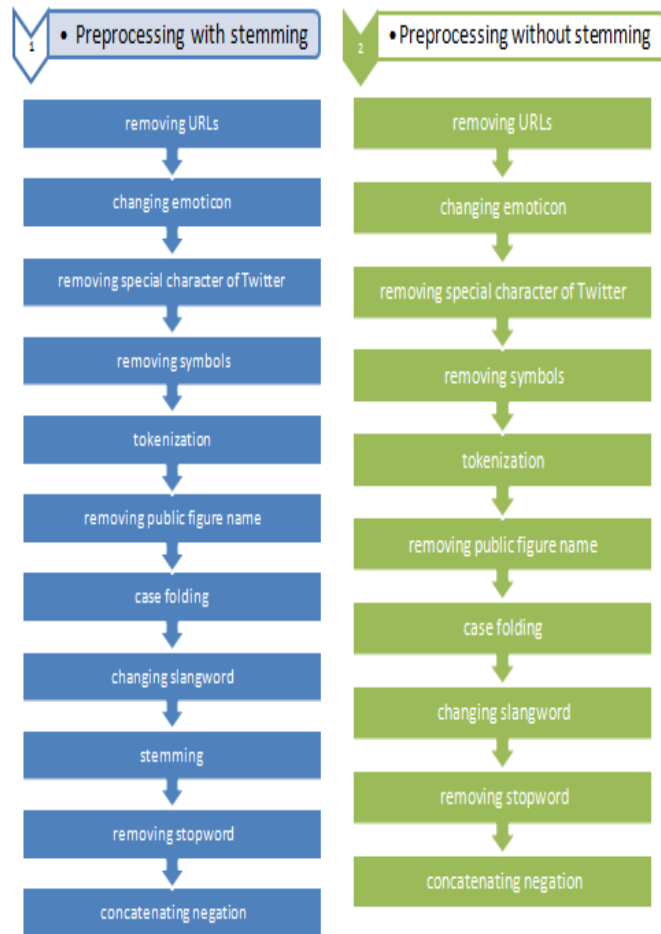 1
• Preprocessing with stemming
removing URLs
changing emoticon
removing special character of Twitter
removing symbols
tokenization
removing public figure name
case folding
changing slangword
stemming
removing stopword
concatenating negation
2
•Preprocessing without stemming
removing URLs
changing emoticon
removing special character of Twitter
removing symbols
tokenization
removing public figure name
case folding
changing slangword
removing stopword
concatenating negation